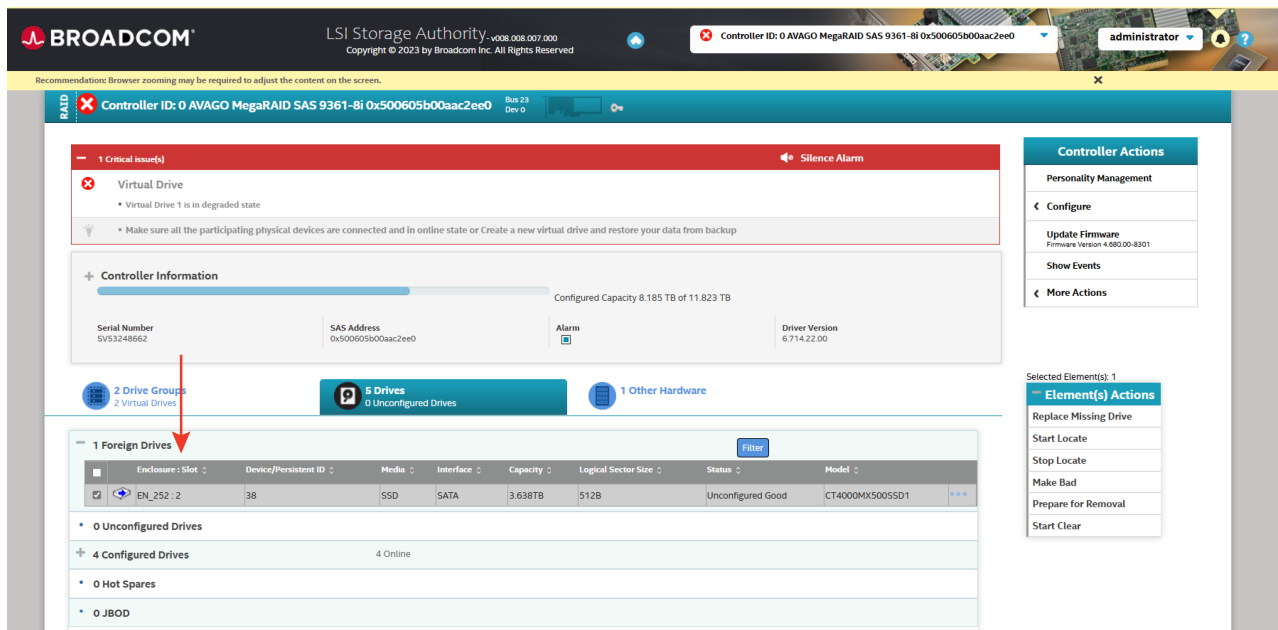 BROADCOM
LSI Storage Authority -v008.008.007.000
Copyright © 2023 by Broadcom Inc. All Rights Reserved
Controller ID: 0 AVAGO MegaRAID SAS 9361-8i 0x500605b00aac2ee0
administrator
?
Recommendation: Browser zooming may be required to adjust the content on the screen.
RAID
Controller ID: 0 AVAGO MegaRAID SAS 9361-8i 0x500605b00aac2ee0
Bus 23
Dev 0
1 Critical issue(s)
Silence Alarm
Virtual Drive
• Virtual Drive 1 is in degraded state
• Make sure all the participating physical devices are connected and in online state or Create a new virtual drive and restore your data from backup
Controller Information
Configured Capacity 8.185 TB of 11.823 TB
Serial Number
SV53248662
SAS Address
0x500605b00aac2ee0
Alarm
Driver Version
6.714.22.00
Controller Actions
Personality Management
Configure
Update Firmware
Firmware Version 4.680.00-8301
Show Events
More Actions
2 Drive Groups
2 Virtual Drives
5 Drives
0 Unconfigured Drives
1 Other Hardware
1 Foreign Drives
Filter
Enclosure : Slot Device/Persistent ID Media Interface Capacity Logical Sector Size Status Model
EN_252 : 2 38 SSD SATA 3.638TB 512B Unconfigured Good CT4000MX500SSD1
• 0 Unconfigured Drives
4 Configured Drives 4 Online
• 0 Hot Spares
• 0 JBOD
Selected Element(s): 1
Element(s) Actions
Replace Missing Drive
Start Locate
Stop Locate
Make Bad
Prepare for Removal
Start Clear